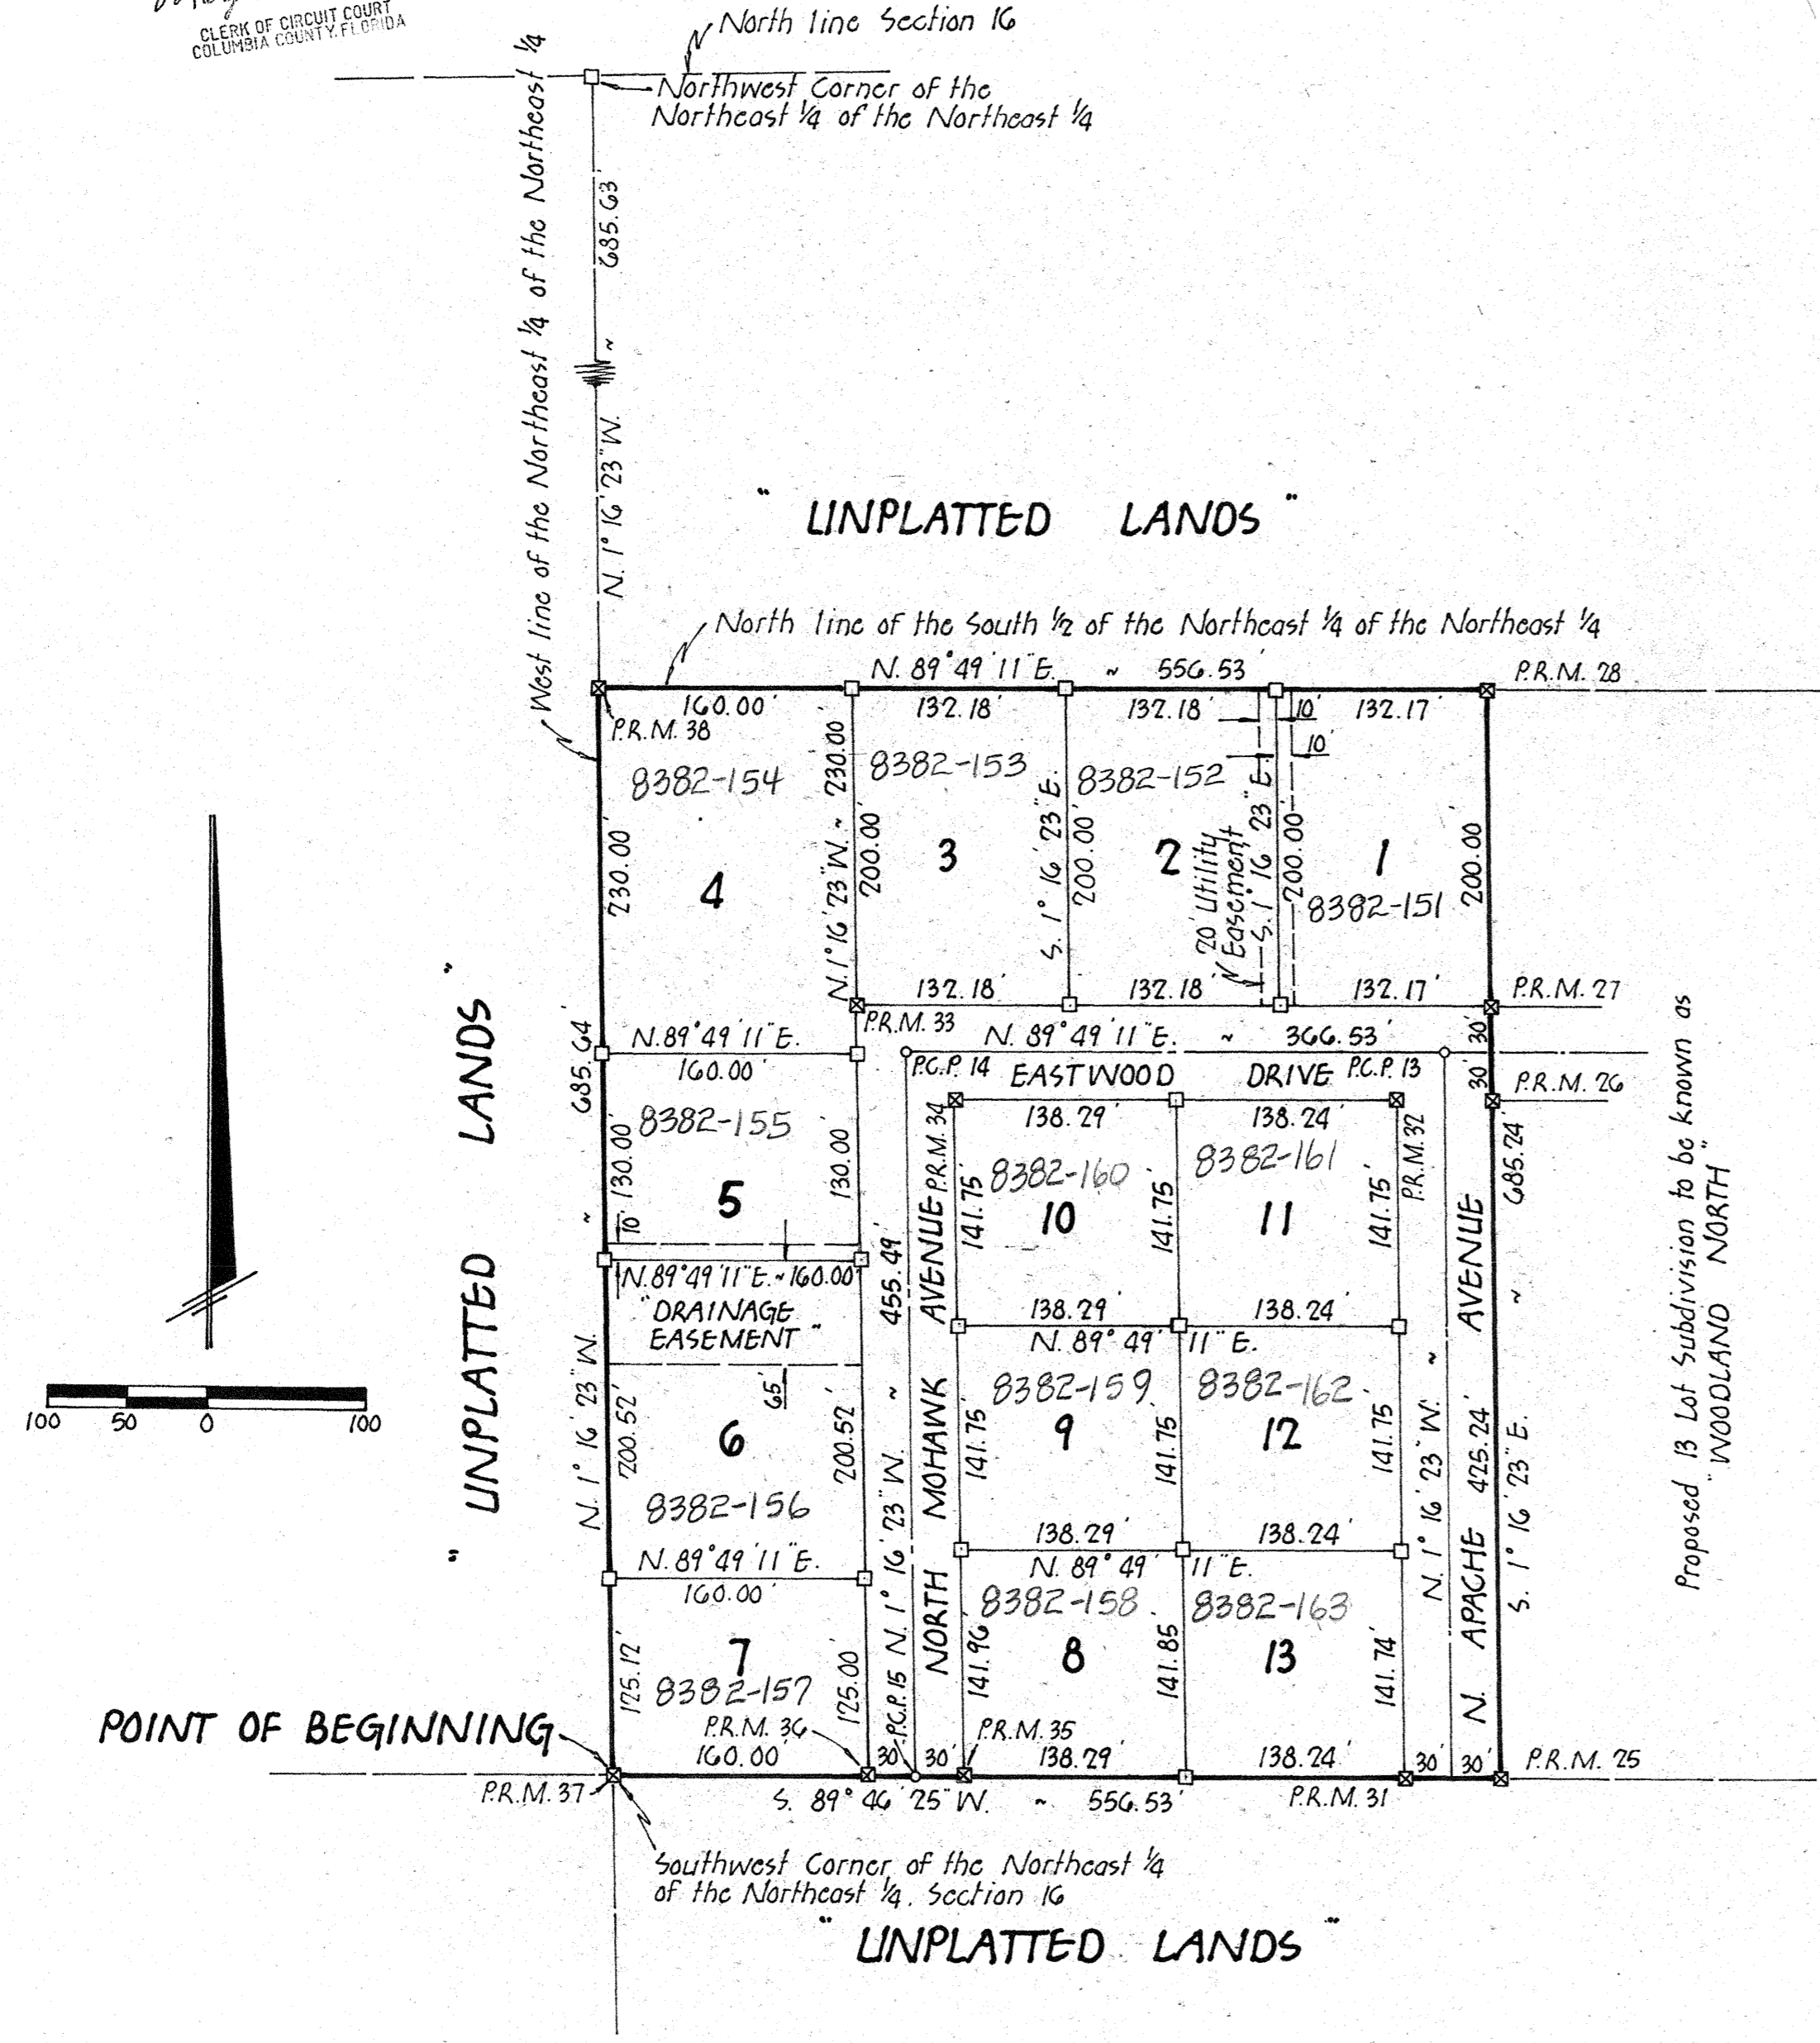 CLERK OF CIRCUIT COURT
COLUMBIA COUNTY, FLORIDA
North line Section 16
Northwest Corner of the
Northeast ¼ of the Northeast ¼
West line of the Northeast ¼ of the Northeast ¼
685.63'
~
N. 1° 16' 23" W.
" UNPLATTED LANDS "
North line of the South ½ of the Northeast ¼ of the Northeast ¼
N. 89° 49' 11" E. ~ 556.53'
P.R.M. 28
160.00'
132.18'
132.18'
10'
132.17'
P.R.M. 38
10'
8382-154
8382-153
8382-152
N. 1° 16' 23" W. ~ 230.00'
S. 1° 16' 23" E.
S. 1° 16' 23" E.
230.00'
4
200.00'
3
200.00'
2
20' Utility
Easement
200.00'
1
8382-151
200.00'
132.18'
132.18'
132.17'
P.R.M. 27
P.R.M. 33
N. 89° 49' 11" E. ~ 366.53'
30'
N. 89° 49' 11" E.
160.00'
P.C.P. 14
EASTWOOD DRIVE
P.C.P. 13
30'
P.R.M. 26
" UNPLATTED LANDS "
N. 1° 16' 23" W. ~ 685.64'
8382-155
130.00'
5
130.00'
10'
N. 89° 49' 11" E. ~ 160.00'
"DRAINAGE
EASEMENT"
65'
P.R.M. 34
138.29'
138.24'
P.R.M. 32
8382-160
8382-161
141.75'
10
141.75'
11
141.75'
138.29'
138.24'
N. 89° 49' 11" E.
N. 1° 16' 23" W. ~ 455.49'
NORTH MOHAWK AVENUE
N. 1° 16' 23" W. ~
N. APACHE AVENUE
425.24'
S. 1° 16' 23" E. ~ 685.24'
Proposed 13 Lot Subdivision to be known as
"WOODLAND NORTH"
100 50 0 100
200.52'
6
200.52'
8382-156
8382-159
8382-162
141.75'
9
141.75'
12
141.75'
138.29'
138.24'
N. 89° 49' 11" E.
N. 89° 49' 11" E.
160.00'
8382-158
8382-163
125.12'
7
125.00'
8382-157
141.96'
8
141.85'
13
141.74'
POINT OF BEGINNING
P.R.M. 36
P.C.P. 15
P.R.M. 35
160.00'
30'
30'
138.29'
138.24'
30'
30'
P.R.M. 25
P.R.M. 37
S. 89° 46' 25" W. ~ 556.53'
P.R.M. 31
Southwest Corner of the Northeast ¼
of the Northeast ¼, Section 16
" UNPLATTED LANDS "